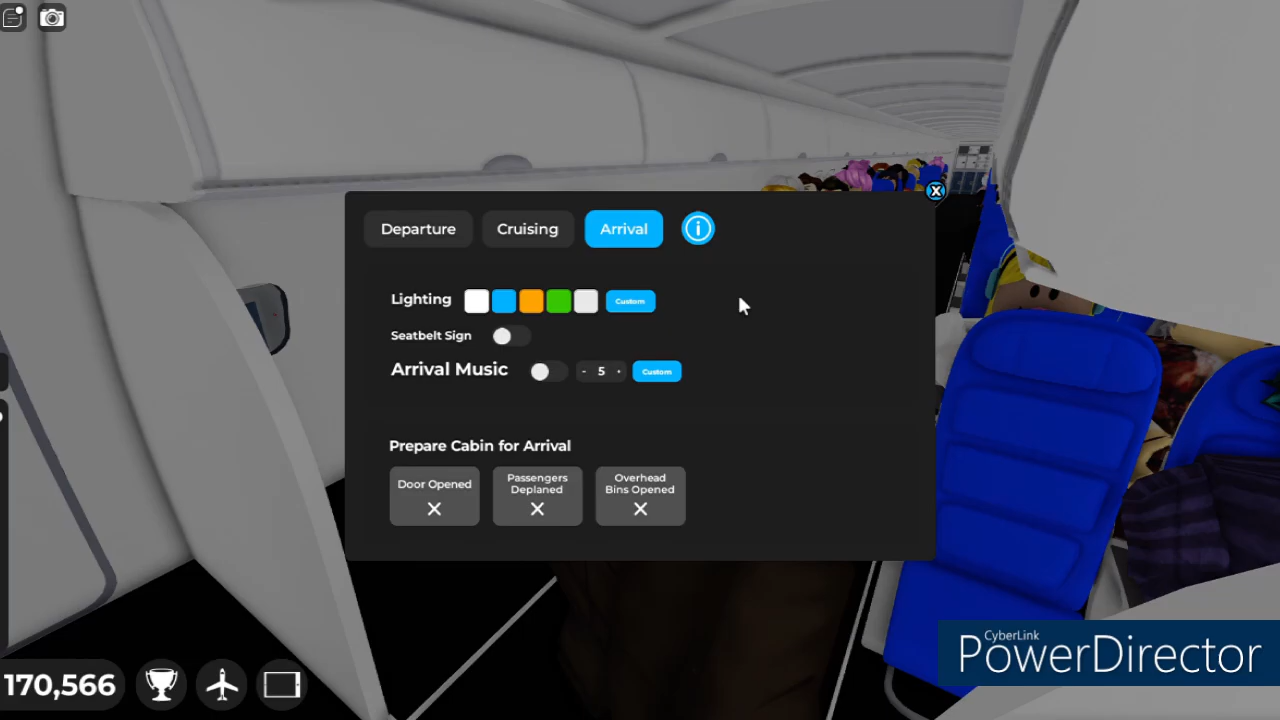 Departure Cruising Arrival i X
Lighting Custom
Seatbelt Sign
Arrival Music - 5 + Custom
Prepare Cabin for Arrival
Door Opened
Passengers
Deplaned
Overhead
Bins Opened
170,566
CyberLink
PowerDirector